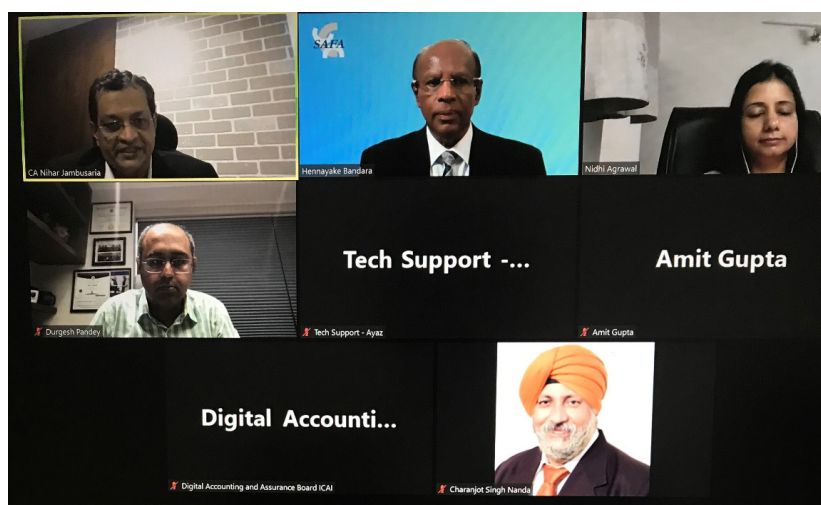 SAFA
CA Nihar Jambusaria
Hennayake Bandara
Nidhi Agrawal
Durgesh Pandey
Tech Support -...
Tech Support - Ayaz
Amit Gupta
Amit Gupta
Digital Accounti...
Digital Accounting and Assurance Board ICAI
Charanjot Singh Nanda